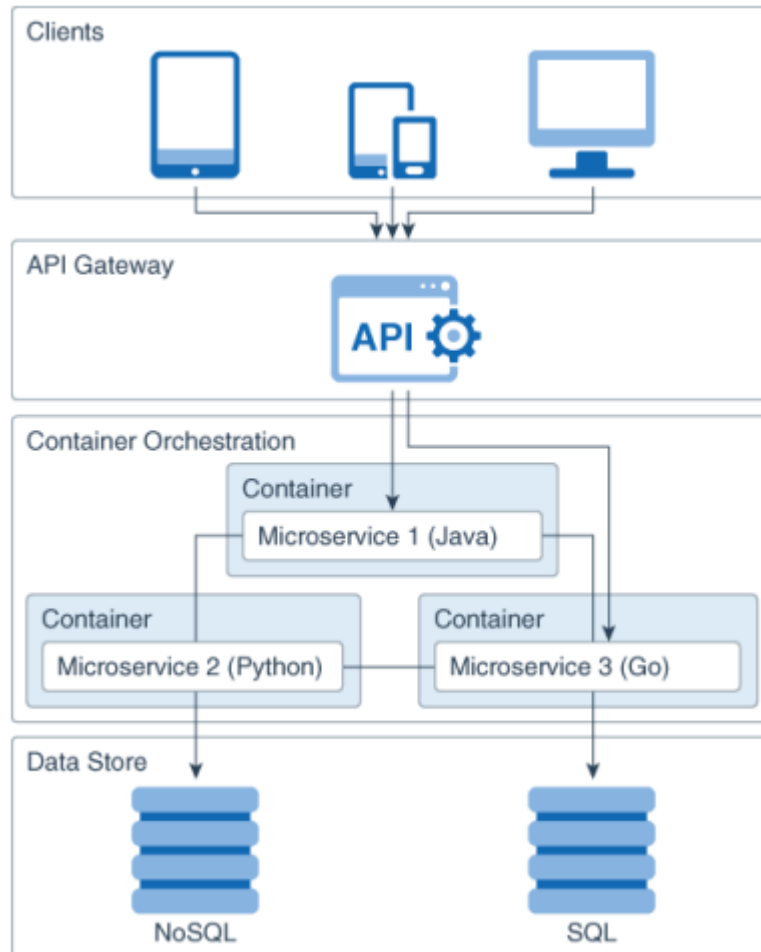 Clients
API Gateway
API
Container Orchestration
Container
Microservice 1 (Java)
Container
Microservice 2 (Python)
Container
Microservice 3 (Go)
Data Store
NoSQL
SQL